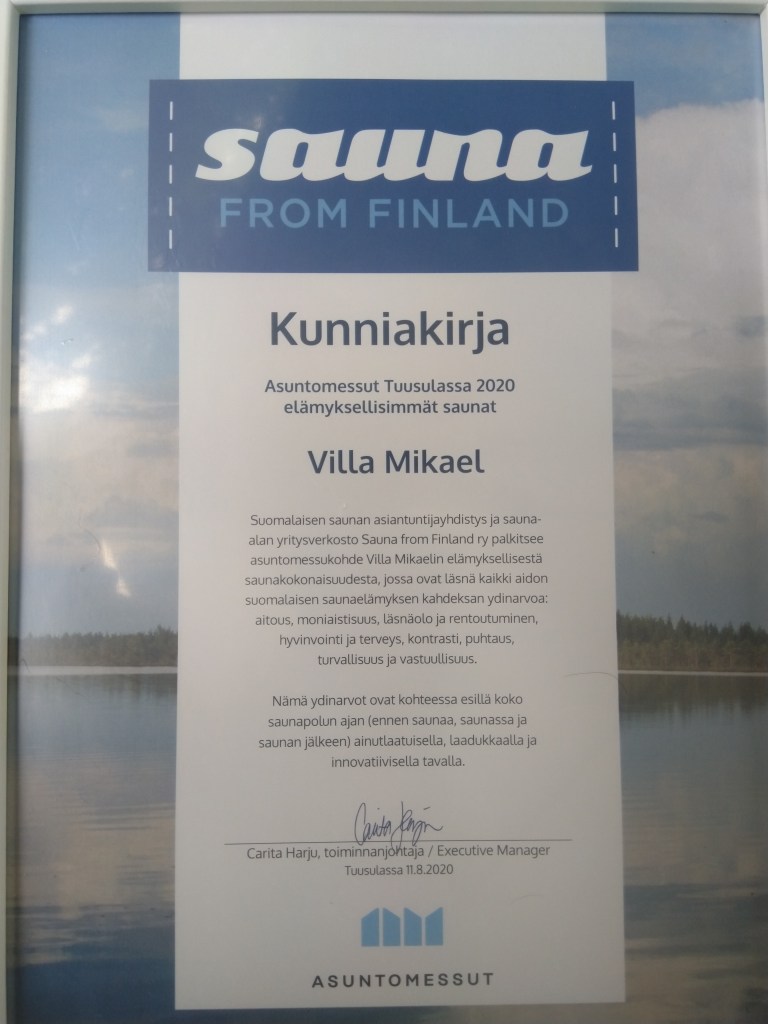 sauna
FROM FINLAND
Kunniakirja
Asuntomessut Tuusulassa 2020
elämyksellisimmät saunat
Villa Mikael
Suomalaisen saunan asiantuntijayhdistys ja sauna-
alan yritysverkosto Sauna from Finland ry palkitsee
asuntomessukohde Villa Mikaelin elämyksellisestä
saunakokonaisuudesta, jossa ovat läsnä kaikki aidon
suomalaisen saunaelämyksen kahdeksan ydinarvoa:
aitous, moniaistisuus, läsnäolo ja rentoutuminen,
hyvinvointi ja terveys, kontrasti, puhtaus,
turvallisuus ja vastuullisuus.
Nämä ydinarvot ovat kohteessa esillä koko
saunapolun ajan (ennen saunaa, saunassa ja
saunan jälkeen) ainutlaatuisella, laadukkaalla ja
innovatiivisella tavalla.
Carita Harju
Carita Harju, toiminnanjohtaja / Executive Manager
Tuusulassa 11.8.2020
ASUNTOMESSUT